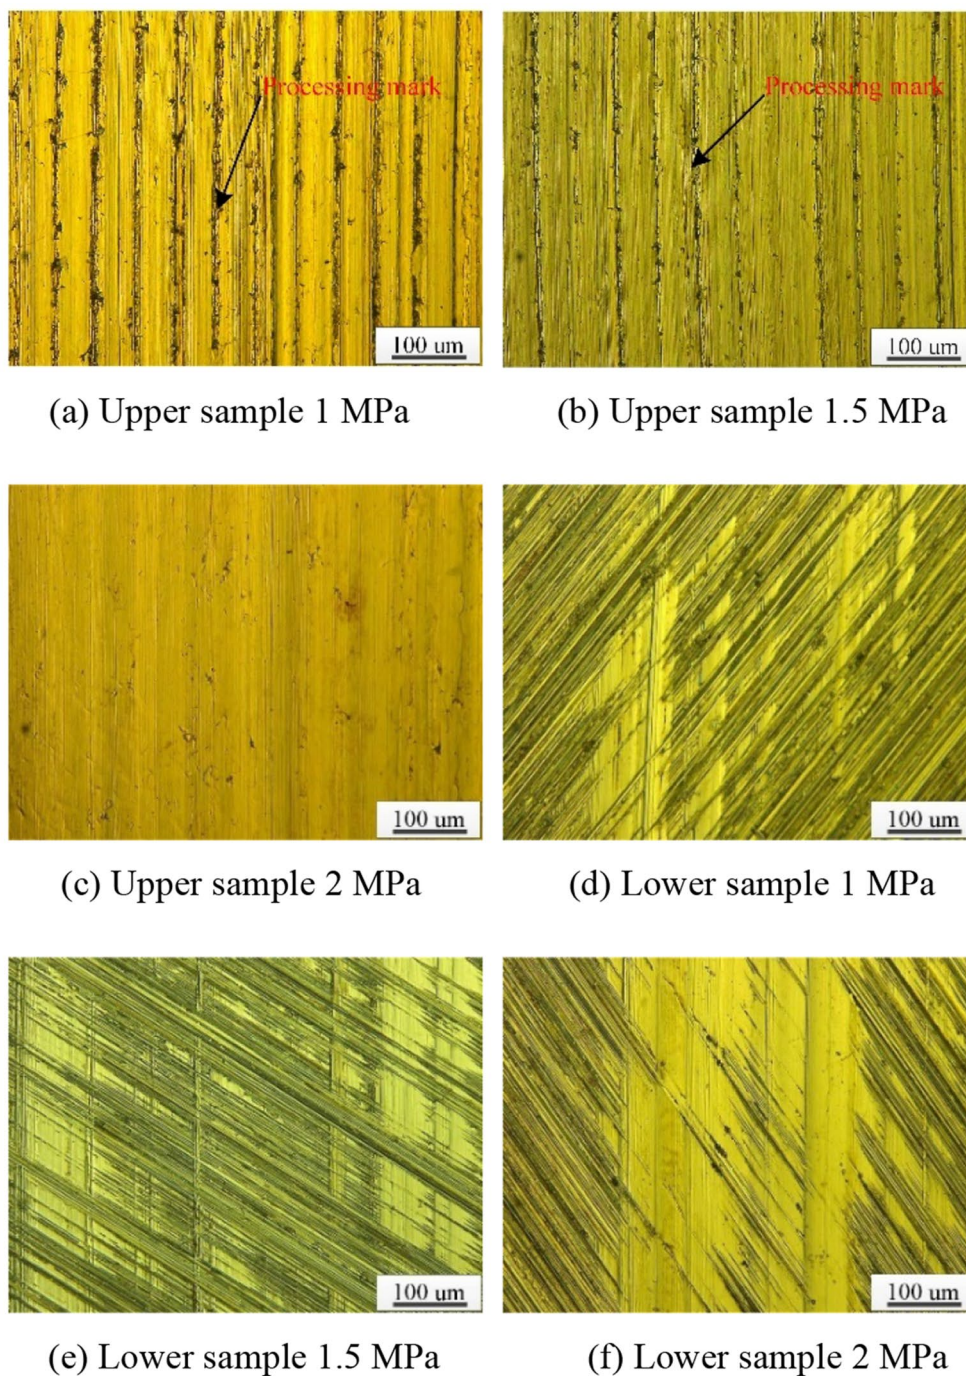 Processing mark
Processing mark
100 um
100 um
(a) Upper sample 1 MPa
(b) Upper sample 1.5 MPa
100 um
100 um
(c) Upper sample 2 MPa
(d) Lower sample 1 MPa
100 um
100 um
(e) Lower sample 1.5 MPa
(f) Lower sample 2 MPa